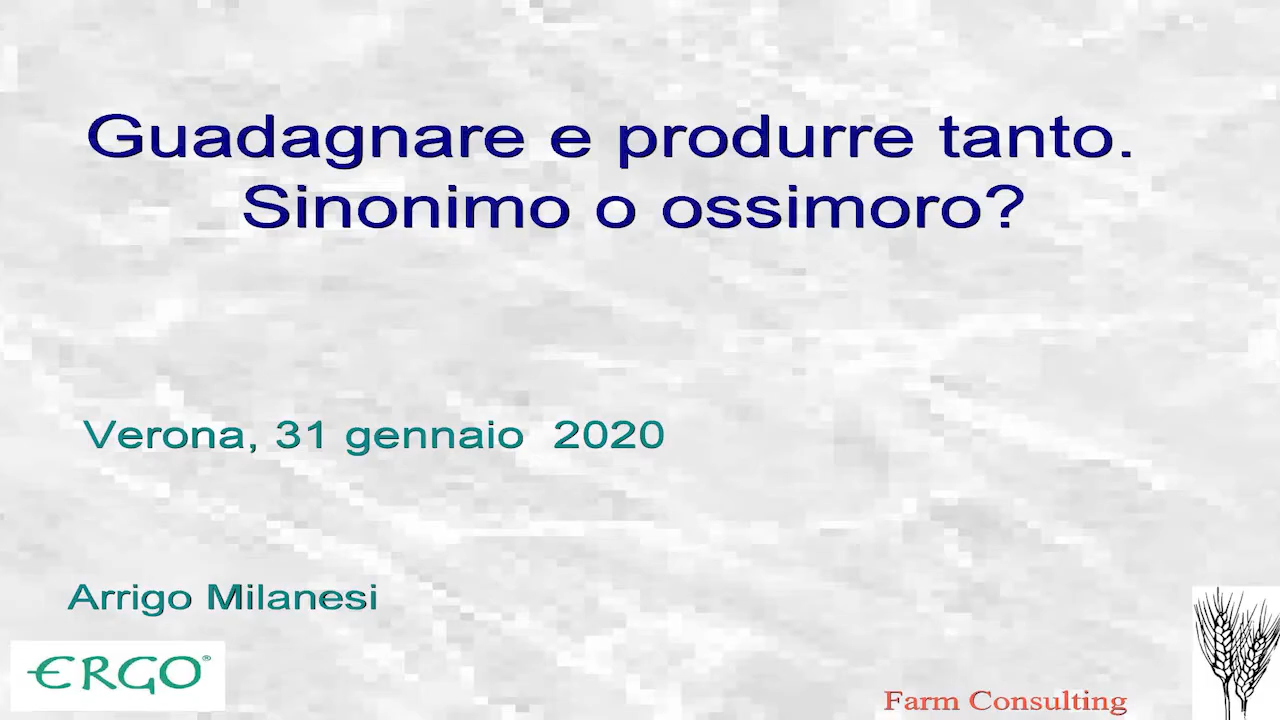 Guadagnare e produrre tanto.
Sinonimo o ossimoro?
Verona, 31 gennaio 2020
Arrigo Milanesi
ERGO®
Farm Consulting